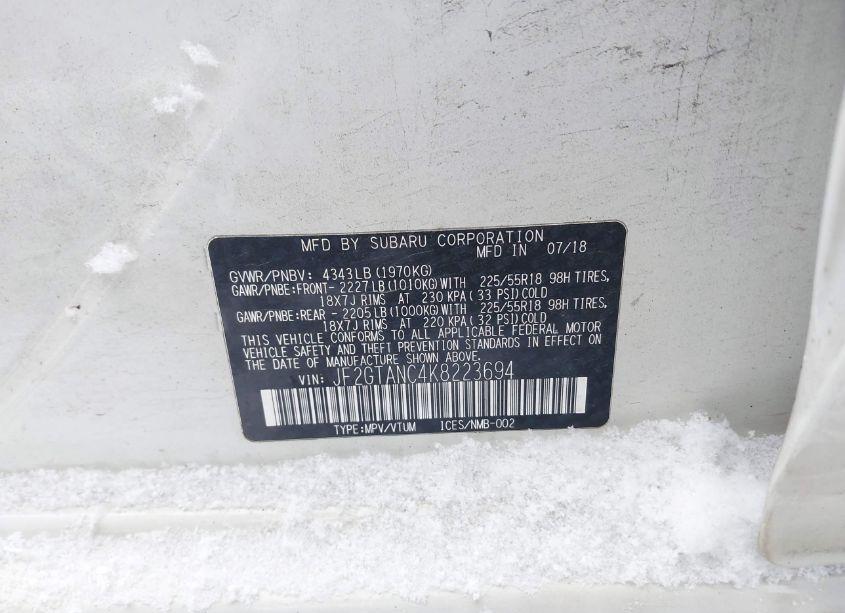 MFD BY SUBARU CORPORATION
MFD IN 07/18
GVWR/PNBV: 4343LB(1970KG)
GAWR/PNBE:FRONT- 2227LB(1010KG)WITH 225/55R18 98H TIRES,
18X7J RIMS AT 230 KPA(33 PSI)COLD
GAWR/PNBE:REAR - 2205LB(1000KG)WITH 225/55R18 98H TIRES,
18X7J RIMS AT 220 KPA(32 PSI)COLD
THIS VEHICLE CONFORMS TO ALL APPLICABLE FEDERAL MOTOR
VEHICLE SAFETY AND THEFT PREVENTION STANDARDS IN EFFECT ON
THE DATE OF MANUFACTURE SHOWN ABOVE.
VIN: JF2GTANC4K8223694
TYPE:MPV/VTUM ICES/NMB-002